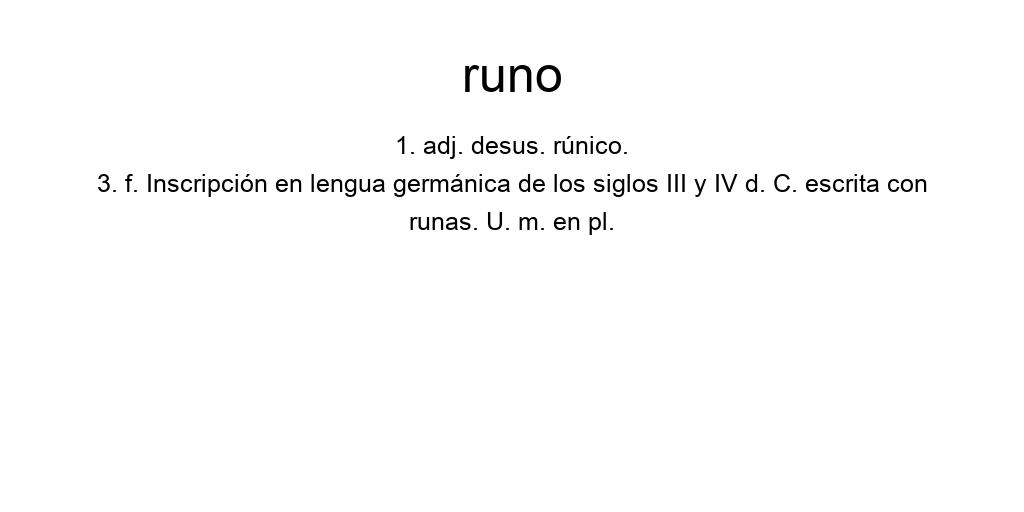 runo
1. adj. desus. rúnico.
3. f. Inscripción en lengua germánica de los siglos III y IV d. C. escrita con
runas. U. m. en pl.